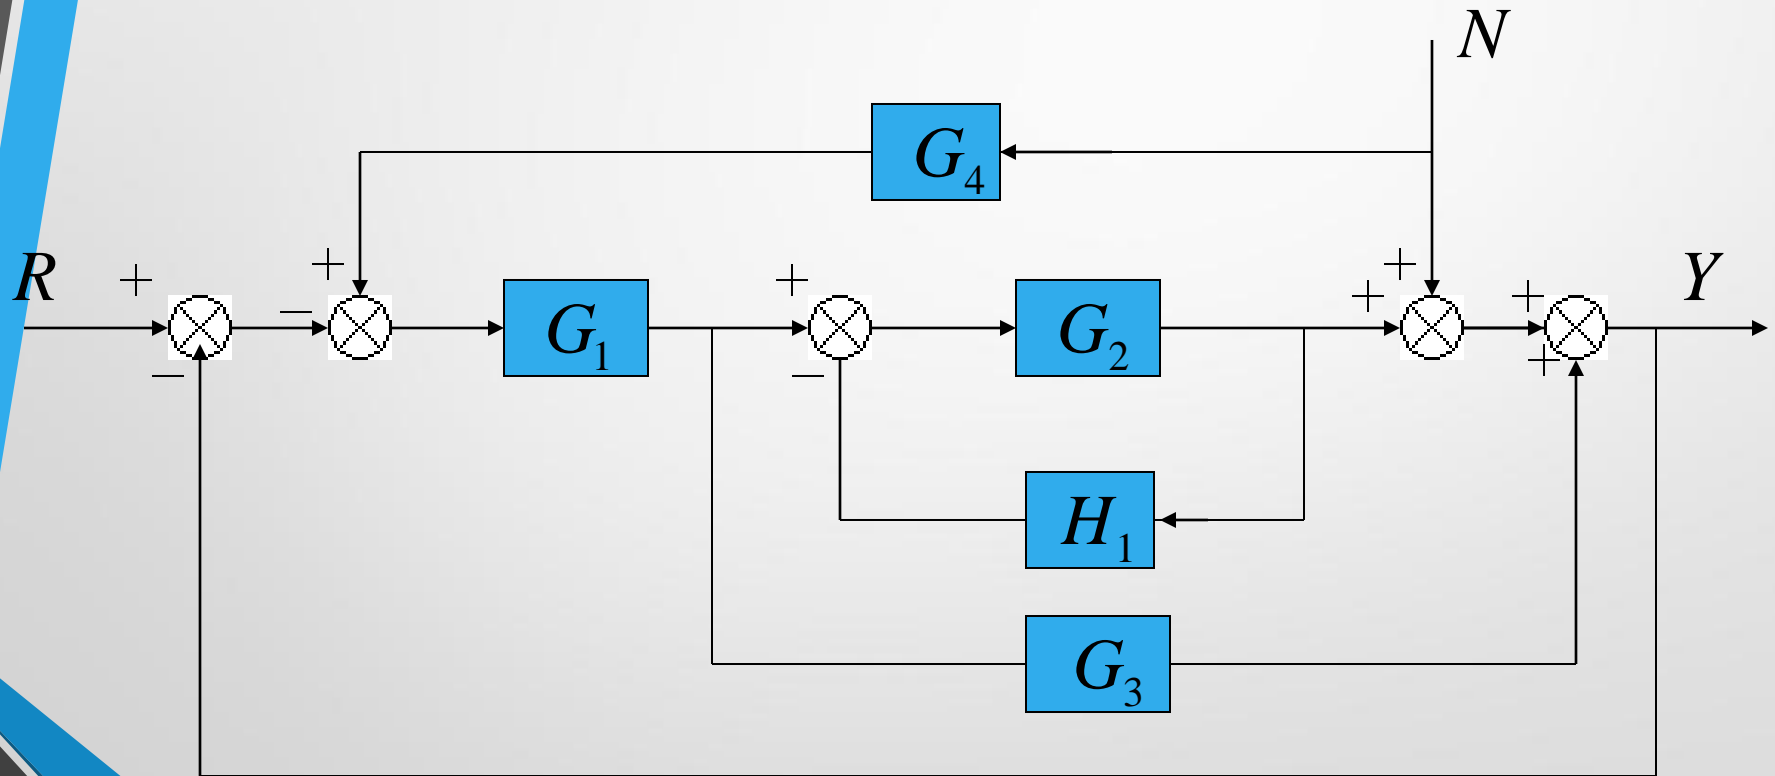 N
G₄
R + + + + + + Y
− G₁ G₂
− − +
H₁
G₃